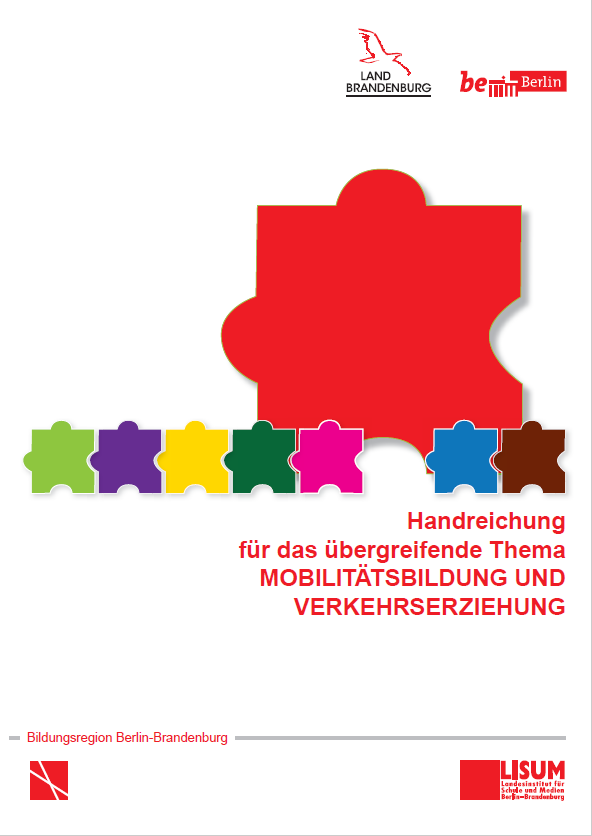 LAND
BRANDENBURG
be Berlin
Handreichung
für das übergreifende Thema
MOBILITÄTSBILDUNG UND
VERKEHRSERZIEHUNG
Bildungsregion Berlin-Brandenburg
LISUM
Landesinstitut für
Schule und Medien
Berlin-Brandenburg